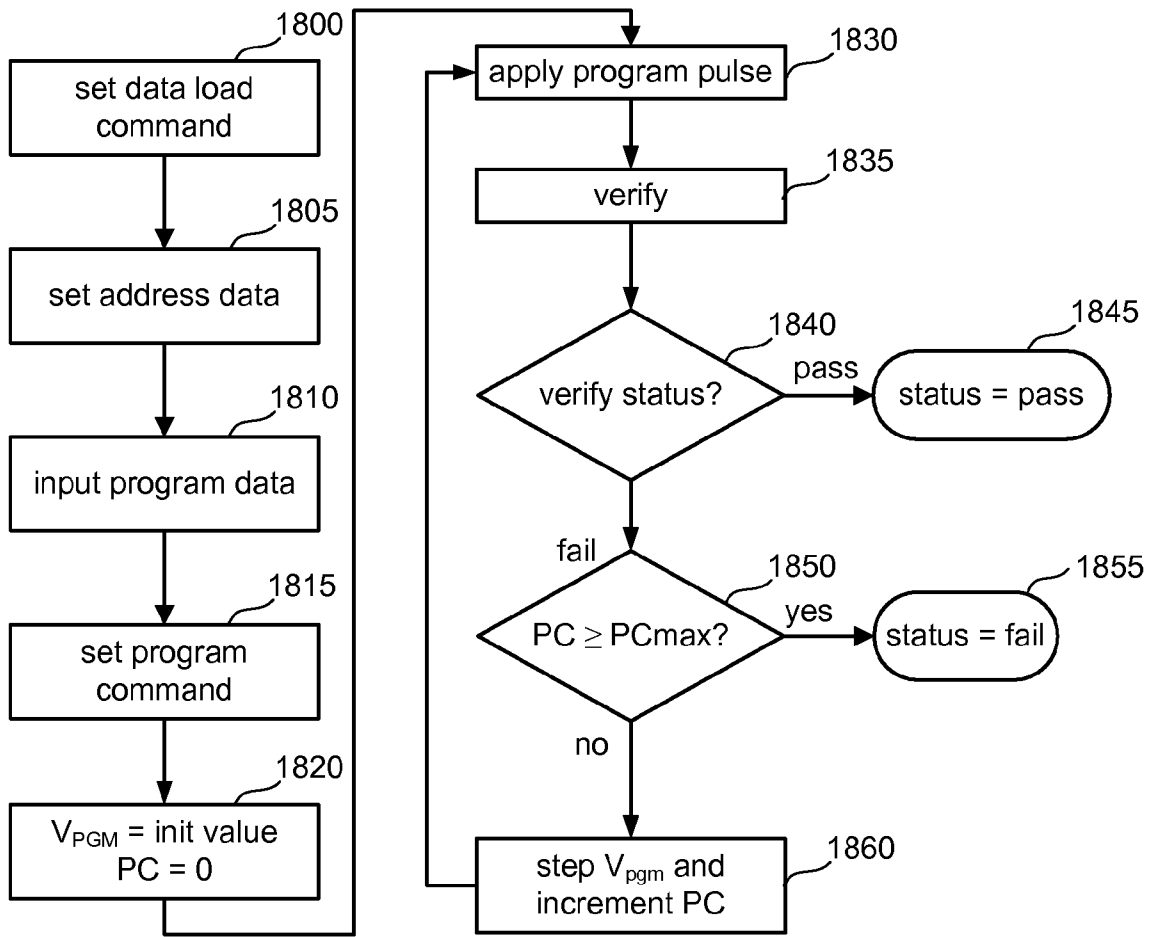 1800
set data load
command
1805
set address data
1810
input program data
1815
set program
command
1820
VPGM = init value
PC = 0
1830
apply program pulse
1835
verify
1840
verify status?
pass
1845
status = pass
fail
1850
PC ≥ PCmax?
yes
1855
status = fail
no
1860
step Vpgm and
increment PC